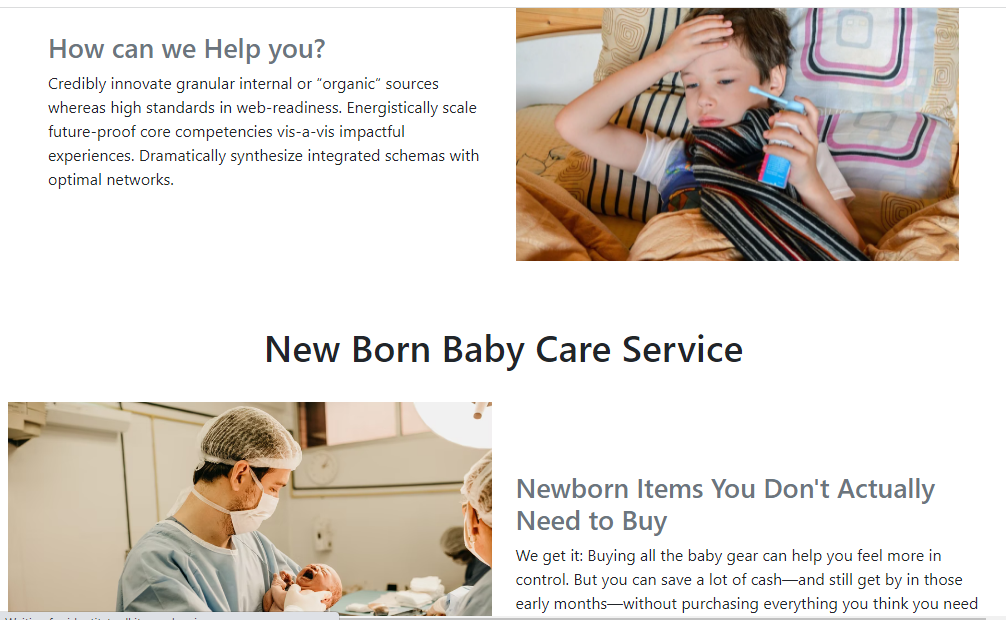 How can we Help you?
Credibly innovate granular internal or “organic” sources
whereas high standards in web-readiness. Energistically scale
future-proof core competencies vis-a-vis impactful
experiences. Dramatically synthesize integrated schemas with
optimal networks.
New Born Baby Care Service
Newborn Items You Don't Actually
Need to Buy
We get it: Buying all the baby gear can help you feel more in
control. But you can save a lot of cash—and still get by in those
early months—without purchasing everything you think you need